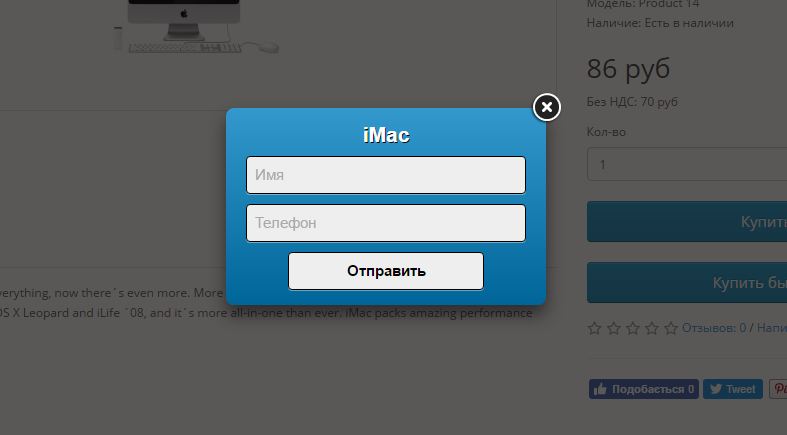 Модель: Product 14
Наличие: Есть в наличии
86 руб
Без НДС: 70 руб
Кол-во
1
Купить
Купить бы
Отзывов: 0 / Напи
Подобається 0
Tweet
iMac
Имя
Телефон
Отправить
verything, now there´s even more. More
OS X Leopard and iLife ´08, and it´s more all-in-one than ever. iMac packs amazing performance